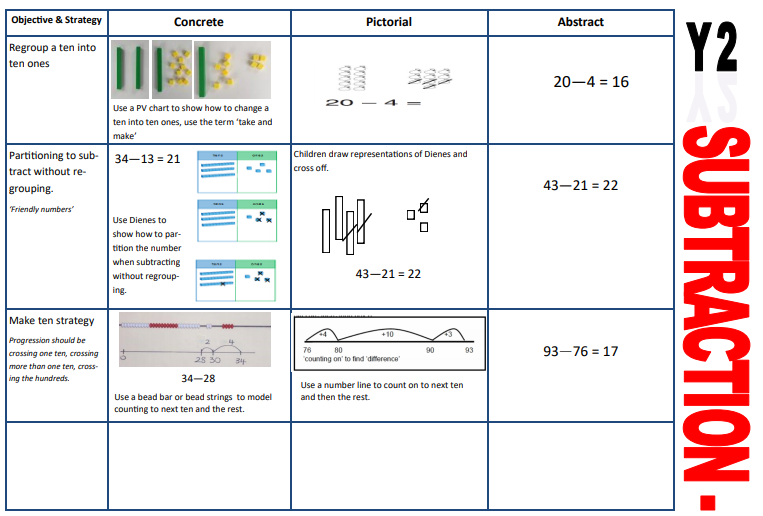 Objective & Strategy
Concrete
Pictorial
Abstract
Y2
SUBTRACTION -
Regroup a ten into
ten ones
Use a PV chart to show how to change a
ten into ten ones, use the term 'take and
make'
20 — 4 =
20—4 = 16
Partitioning to sub-
tract without re-
grouping.
'Friendly numbers'
34—13 = 21
Use Dienes to
show how to par-
tition the number
when subtracting
without regroup-
ing.
Children draw representations of Dienes and
cross off.
43—21 = 22
43—21 = 22
Make ten strategy
Progression should be
crossing one ten, crossing
more than one ten, cross-
ing the hundreds.
2 4
0 28 30 34
34—28
Use a bead bar or bead strings to model
counting to next ten and the rest.
+4 +10 +3
76 80 90 93
'counting on' to find 'difference'
Use a number line to count on to next ten
and then the rest.
93—76 = 17